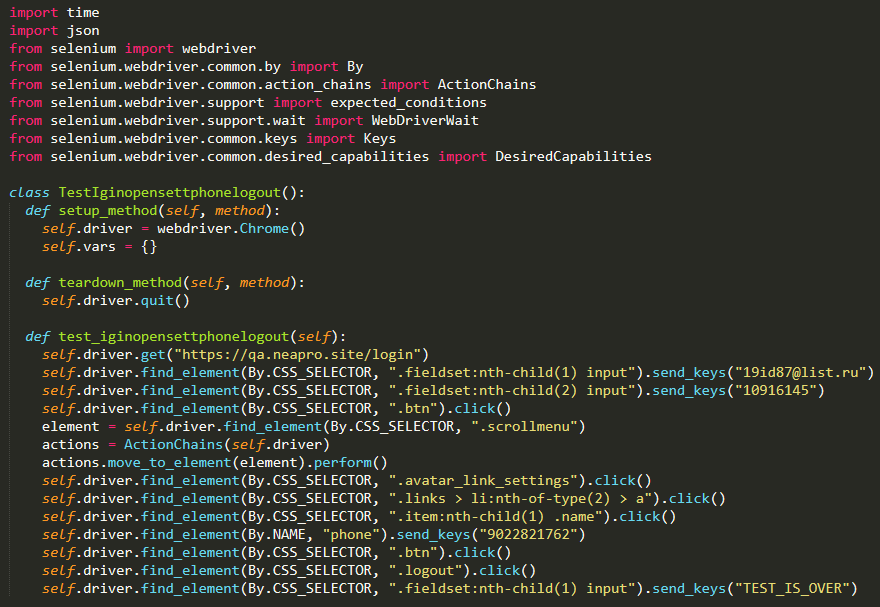 import time
import json
from selenium import webdriver
from selenium.webdriver.common.by import By
from selenium.webdriver.common.action_chains import ActionChains
from selenium.webdriver.support import expected_conditions
from selenium.webdriver.support.wait import WebDriverWait
from selenium.webdriver.common.keys import Keys
from selenium.webdriver.common.desired_capabilities import DesiredCapabilities

class TestIginopensettphonelogout():
  def setup_method(self, method):
    self.driver = webdriver.Chrome()
    self.vars = {}

  def teardown_method(self, method):
    self.driver.quit()

  def test_iginopensettphonelogout(self):
    self.driver.get("https://qa.neapro.site/login")
    self.driver.find_element(By.CSS_SELECTOR, ".fieldset:nth-child(1) input").send_keys("19id87@list.ru")
    self.driver.find_element(By.CSS_SELECTOR, ".fieldset:nth-child(2) input").send_keys("10916145")
    self.driver.find_element(By.CSS_SELECTOR, ".btn").click()
    element = self.driver.find_element(By.CSS_SELECTOR, ".scrollmenu")
    actions = ActionChains(self.driver)
    actions.move_to_element(element).perform()
    self.driver.find_element(By.CSS_SELECTOR, ".avatar_link_settings").click()
    self.driver.find_element(By.CSS_SELECTOR, ".links > li:nth-of-type(2) > a").click()
    self.driver.find_element(By.CSS_SELECTOR, ".item:nth-child(1) .name").click()
    self.driver.find_element(By.NAME, "phone").send_keys("9022821762")
    self.driver.find_element(By.CSS_SELECTOR, ".btn").click()
    self.driver.find_element(By.CSS_SELECTOR, ".logout").click()
    self.driver.find_element(By.CSS_SELECTOR, ".fieldset:nth-child(1) input").send_keys("TEST_IS_OVER")